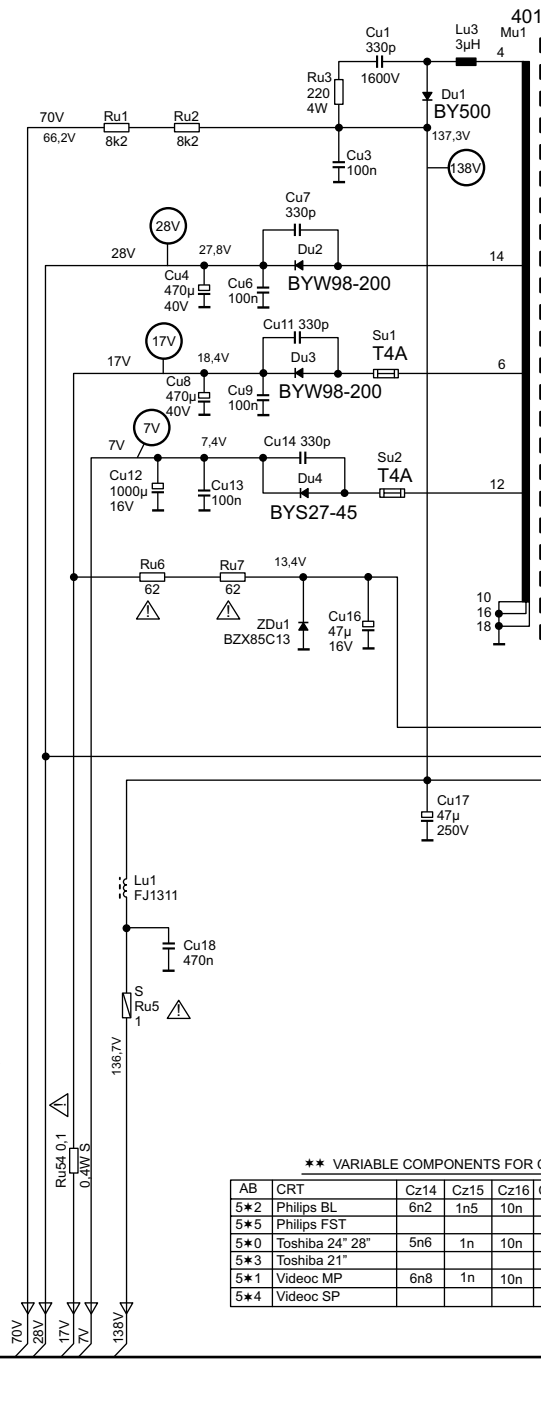 401
Mu1
Cu1
330p
1600V
Lu3
3µH
4
Ru3
220
4W
Du1
BY500
70V
66,2V
Ru1
8k2
Ru2
8k2
137,3V
138V
Cu3
100n
Cu7
330p
28V
28V
27,8V
Du2
14
Cu4
470µ
40V
Cu6
100n
BYW98-200
Cu11 330p
17V
17V
18,4V
Du3
Su1
T4A
6
Cu8
470µ
40V
Cu9
100n
BYW98-200
7V
7V
7,4V
Cu14 330p
Su2
T4A
12
Cu12
1000µ
16V
Cu13
100n
Du4
BYS27-45
Ru6
62
Ru7
62
13,4V
ZDu1
BZX85C13
Cu16
47µ
16V
10
16
18
Cu17
47µ
250V
Lu1
FJ1311
Cu18
470n
S
Ru5
1
136,7V
Ru54 0,1
0,4W S
✶✶ VARIABLE COMPONENTS FOR C
AB CRT Cz14 Cz15 Cz16 C
5✶2 Philips BL 6n2 1n5 10n
5✶5 Philips FST
5✶0 Toshiba 24" 28" 5n6 1n 10n
5✶3 Toshiba 21"
5✶1 Videoc MP 6n8 1n 10n
5✶4 Videoc SP
70V
28V
17V
7V
138V